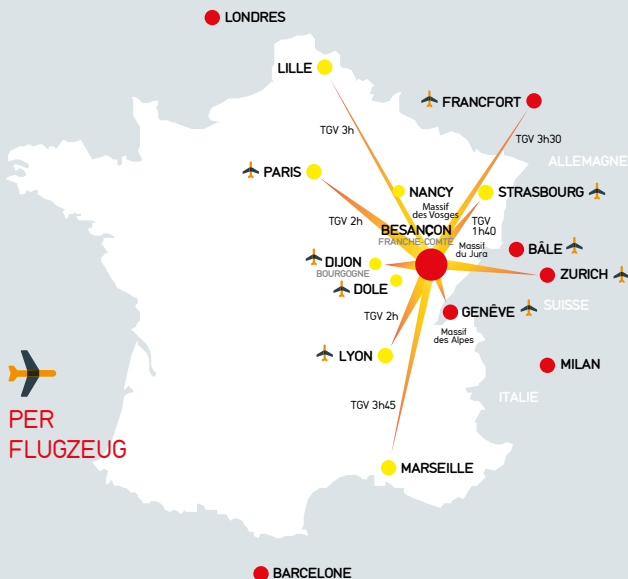 LONDRES
LILLE
FRANCFORT
TGV 3h
TGV 3h30
ALLEMAGNE
PARIS
NANCY
STRASBOURG
Massif
des Vosges
TGV 2h
BESANÇON
FRANCHE-COMTÉ
TGV
1h40
Massif
du Jura
BÂLE
DIJON
BOURGOGNE
ZURICH
DOLE
SUISSE
GENÊVE
TGV 2h
Massif
des Alpes
LYON
MILAN
ITALIE
TGV 3h45
PER
FLUGZEUG
MARSEILLE
BARCELONE